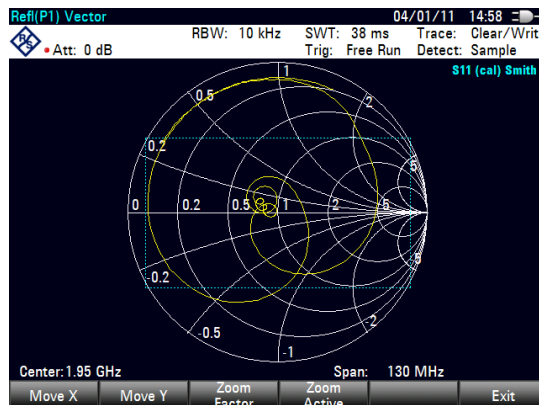 Refl(P1) Vector 04/01/11 14:58
RBW: 10 kHz SWT: 38 ms Trace: Clear/Writ
Att: 0 dB Trig: Free Run Detect: Sample
S11 (cal) Smith
1
0.5 2
0.2 5
0 0.2 0.5 1 2 5
-0.2 5
-0.5 -2
-1
Center: 1.95 GHz Span: 130 MHz
Move X Move Y Zoom Factor Zoom Active Exit